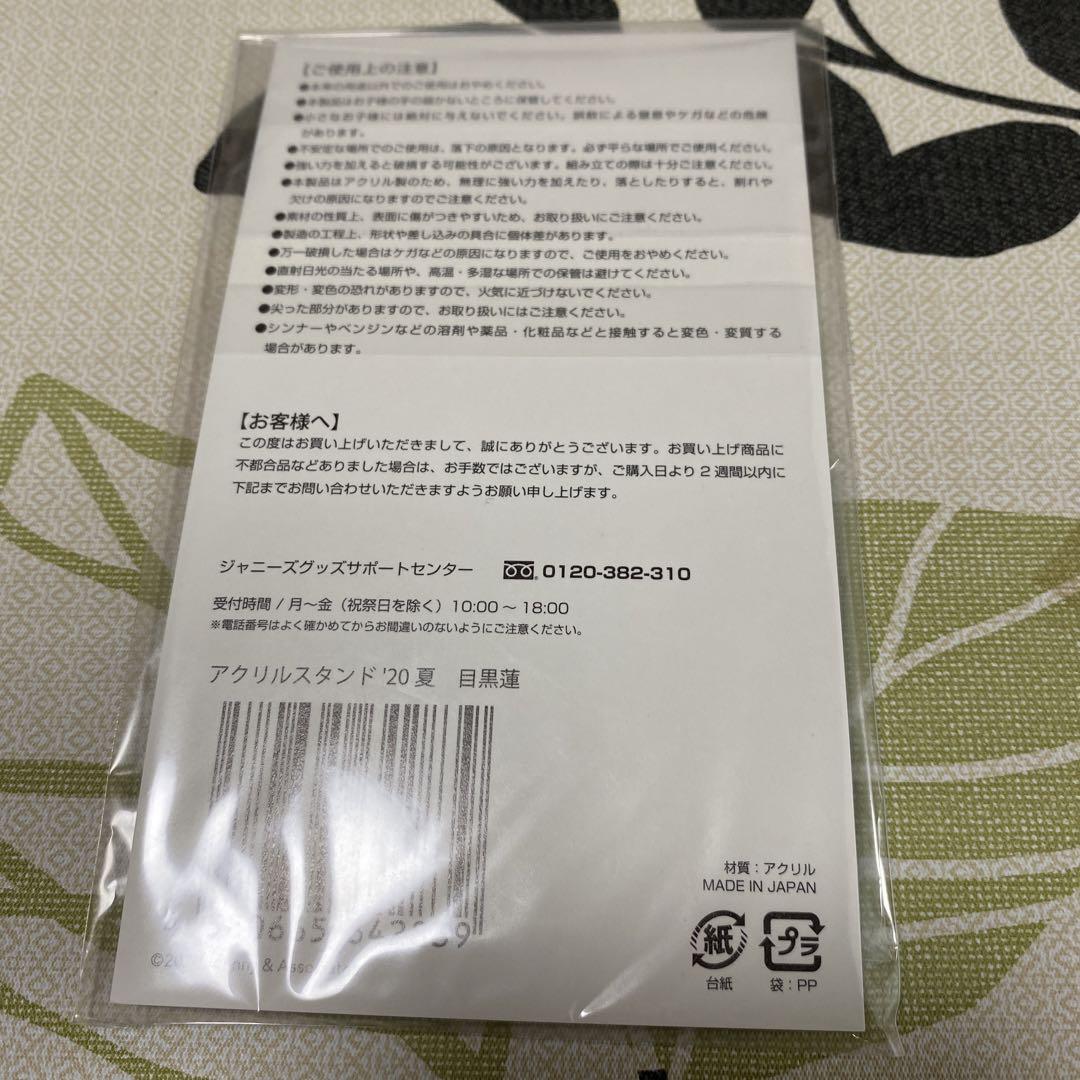 【ご使用上の注意】
●本来の用途以外でのご使用はおやめください。
●本製品はお子様の手の届かないところに保管してください。
●小さなお子様には絶対に与えないでください。誤飲による窒息やケガなどの危険
があります。
●不安定な場所でのご使用は、落下の原因となります。必ず平らな場所でご使用ください。
●強い力を加えると破損する可能性がございます。組み立ての際は十分ご注意ください。
●本製品はアクリル製のため、無理に強い力を加えたり、落としたりすると、割れや
欠けの原因になりますのでご注意ください。
●素材の性質上、表面に傷がつきやすいため、お取り扱いにご注意ください。
●製造の工程上、形状や差し込みの具合に個体差があります。
●万一破損した場合はケガなどの原因になりますので、ご使用をおやめください。
●直射日光の当たる場所や、高温・多湿な場所での保管は避けてください。
●変形・変色の恐れがありますので、火気に近づけないでください。
●尖った部分がありますので、お取り扱いにはご注意ください。
●シンナーやベンジンなどの溶剤や薬品・化粧品などと接触すると変色・変質する
場合があります。
【お客様へ】
この度はお買い上げいただきまして、誠にありがとうございます。お買い上げ商品に
不都合品などありました場合は、お手数ではございますが、ご購入日より2週間以内に
下記までお問い合わせいただきますようお願い申し上げます。
ジャニーズグッズサポートセンター 0120-382-310
受付時間 / 月〜金（祝祭日を除く）10:00〜18:00
※電話番号はよく確かめてからお間違いのないようにご注意ください。
アクリルスタンド '20 夏 目黒蓮
材質：アクリル
MADE IN JAPAN
紙 プラ
台紙 袋：PP
& Associates